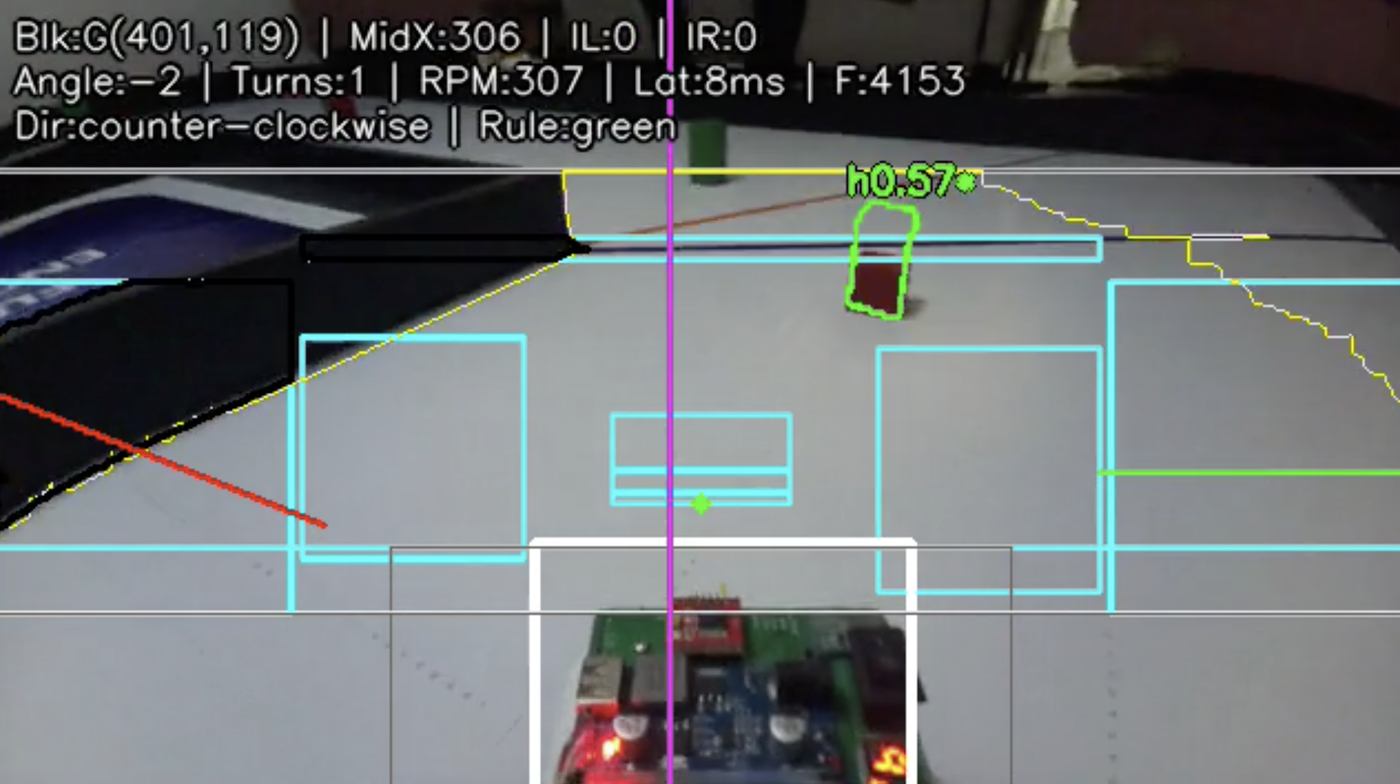 Blk:G(401,119) | MidX:306 | IL:0 | IR:0
Angle:-2 | Turns:1 | RPM:307 | Lat:8ms | F:4153
Dir:counter-clockwise | Rule:green
h0.57